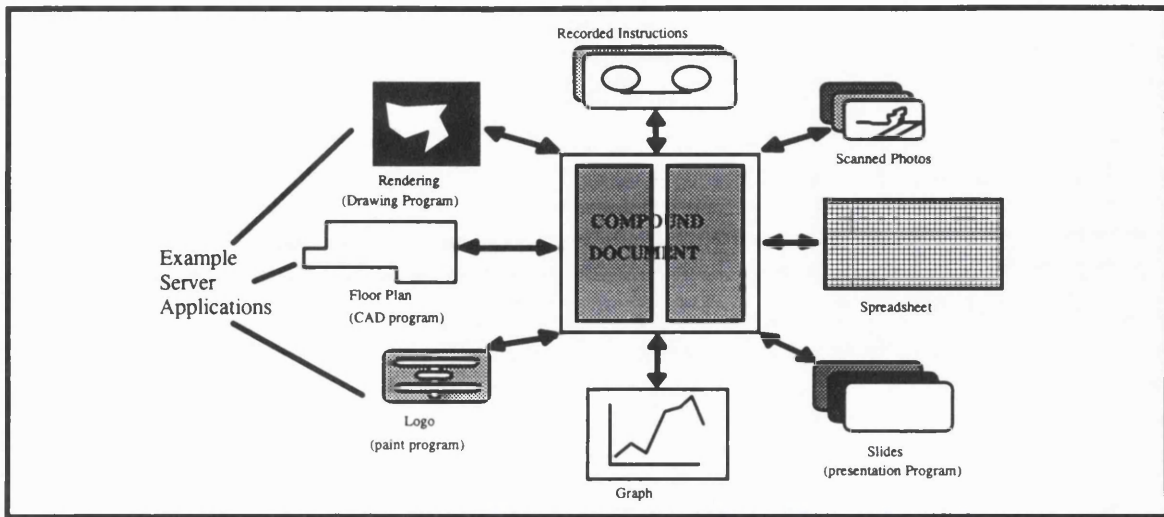 Recorded Instructions
Rendering
(Drawing Program)
Scanned Photos
COMPOUND
DOCUMENT
Example
Server
Applications
Floor Plan
(CAD program)
Spreadsheet
Logo
(paint program)
Graph
Slides
(presentation Program)